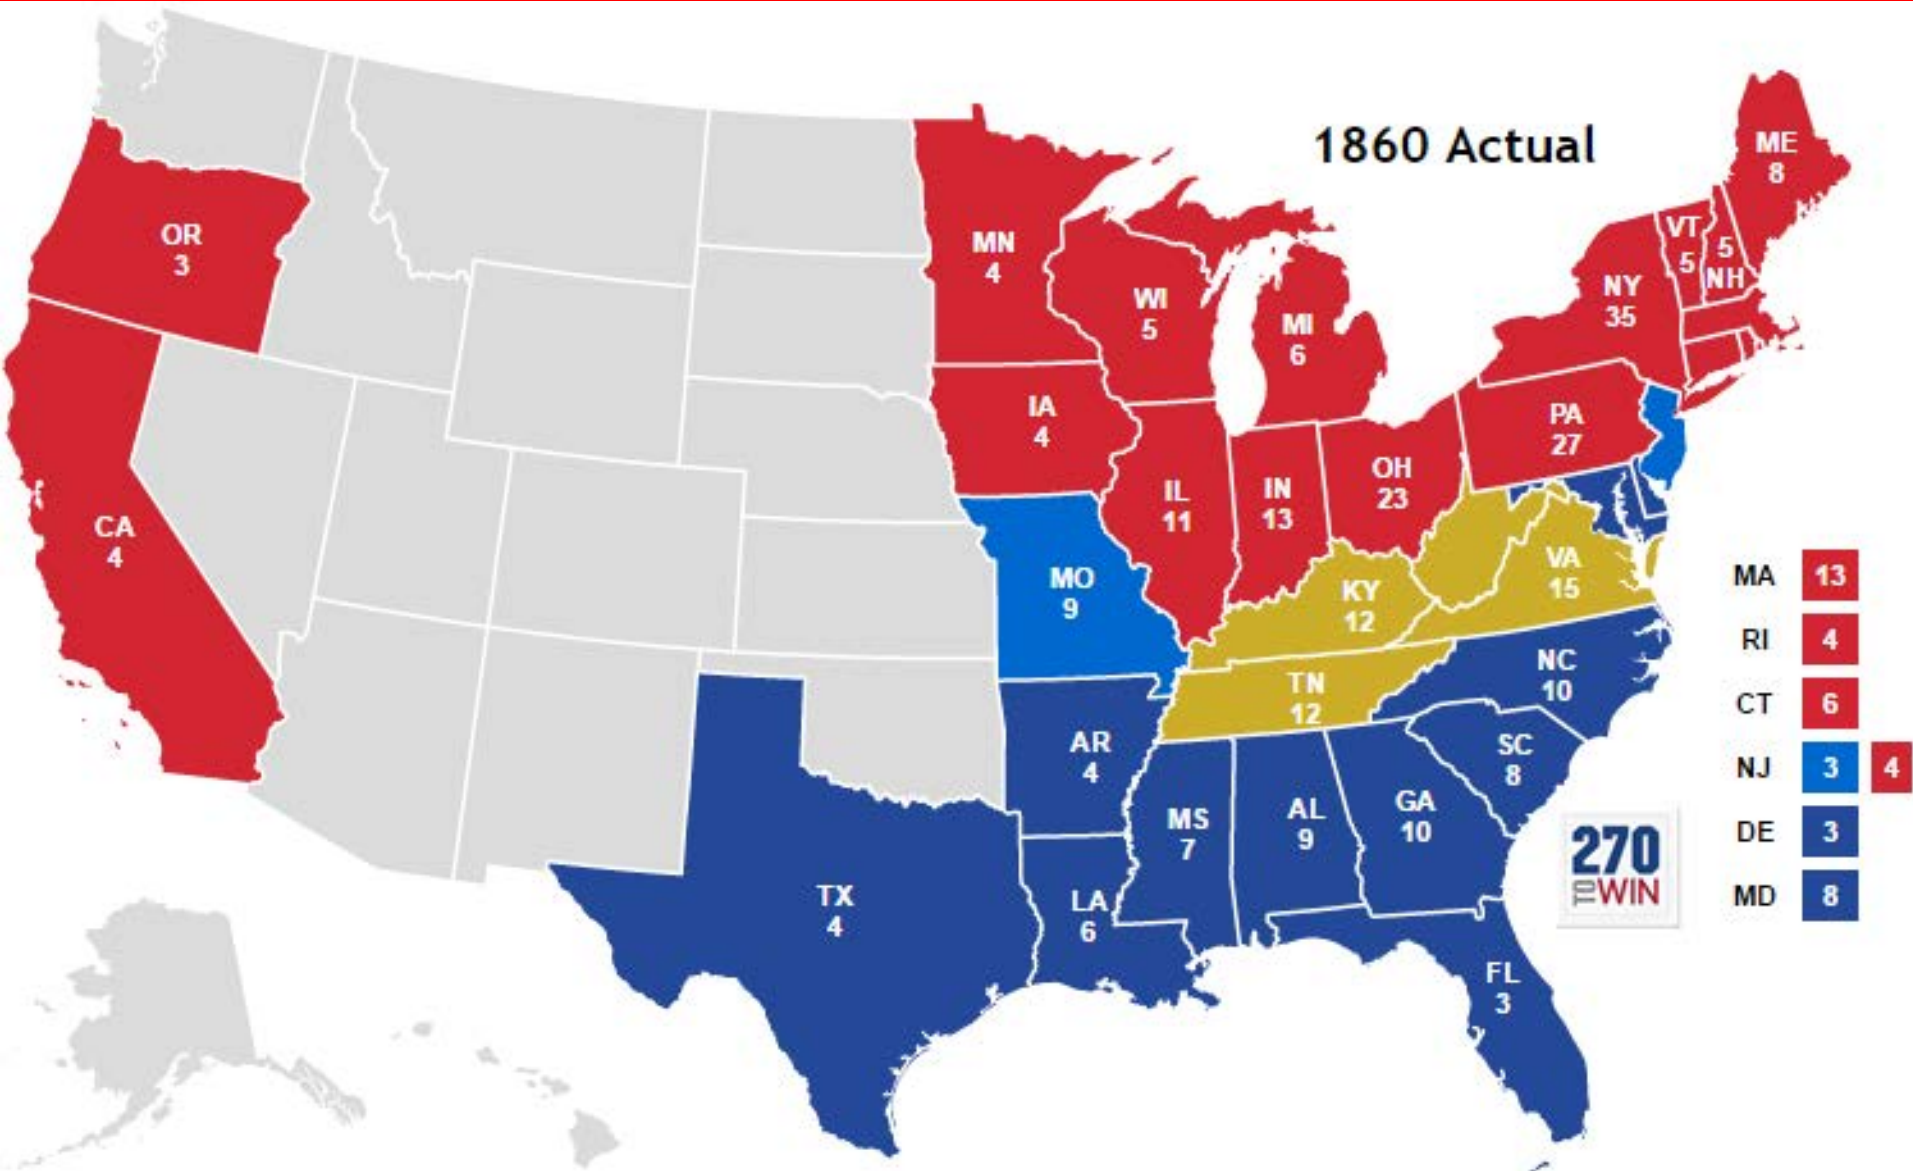 1860 Actual
ME
8
OR
3
MN
4
VT
5
5
NH
WI
5
NY
35
MI
6
IA
4
PA
27
OH
23
IL
11
IN
13
CA
4
MO
9
VA
15
KY
12
TN
12
NC
10
AR
4
SC
8
MS
7
AL
9
GA
10
TX
4
LA
6
FL
3
MA 13
RI 4
CT 6
NJ 3 4
DE 3
MD 8
270
TO WIN